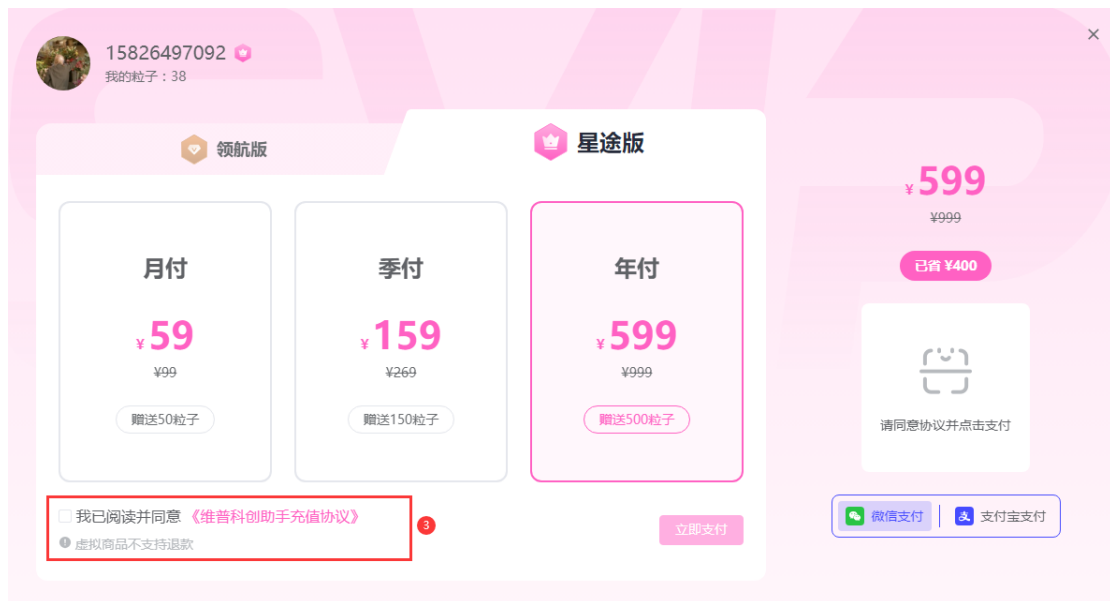 15826497092
我的粒子：38
领航版
星途版
月付
¥59
¥99
赠送50粒子
季付
¥159
¥269
赠送150粒子
年付
¥599
¥999
赠送500粒子
我已阅读并同意《维普科创助手充值协议》
虚拟商品不支持退款
3
立即支付
¥599
¥999
已省 ¥400
请同意协议并点击支付
微信支付
支付宝支付